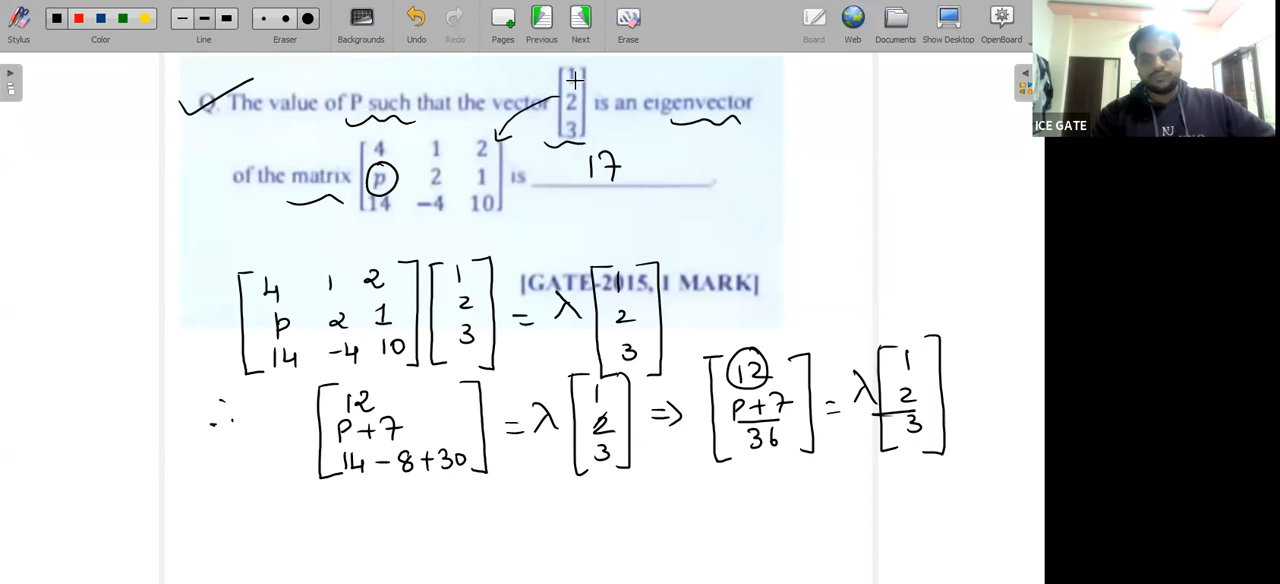 Stylus Color Line Eraser Backgrounds Undo Redo Pages Previous Next Erase Board Web Documents Show Desktop OpenBoard
ICE GATE
Q. The value of P such that the vector [1 2 3] is an eigenvector
of the matrix [4 1 2
p 2 1
14 −4 10] is ________ 17 .
[GATE-2015, 1 MARK]
[4 1 2 [1 [1
p 2 1 2 = λ 2
14 −4 10] 3] 3]
∴ [12 [1 [12 [1
P+7 = λ 2 ⇒ P+7 = λ 2
14−8+30] 3] 36] 3]